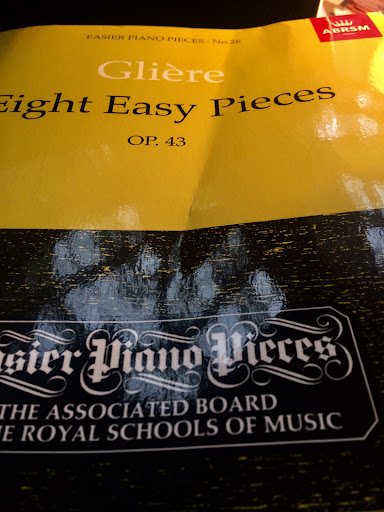 EASIER PIANO PIECES - No.26
ABRSM
Glière
Eight Easy Pieces
OP. 43
asier Piano Pieces
THE ASSOCIATED BOARD
E ROYAL SCHOOLS OF MUSIC